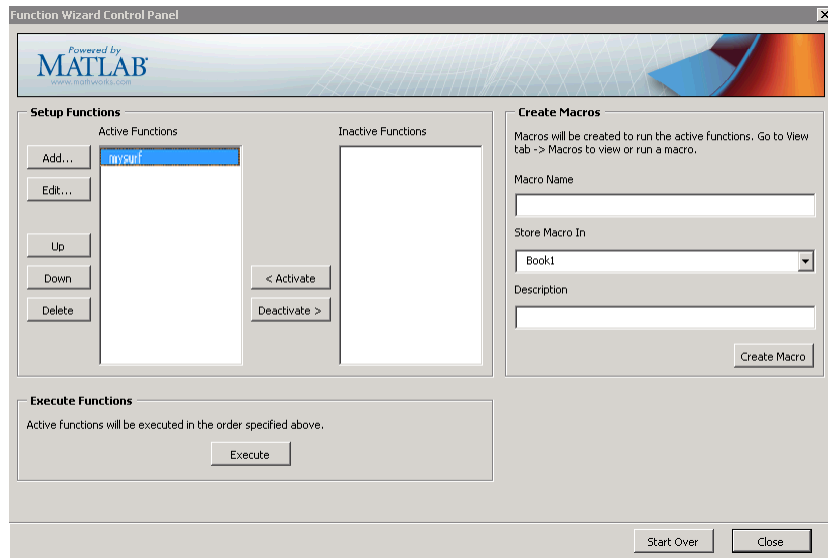 Function Wizard Control Panel
Powered by
MATLAB
www.mathworks.com
Setup Functions
Active Functions
Inactive Functions
Add...
mysurf
Edit...
Up
Down
< Activate
Delete
Deactivate >
Create Macros
Macros will be created to run the active functions. Go to View
tab -> Macros to view or run a macro.
Macro Name
Store Macro In
Book1
Description
Create Macro
Execute Functions
Active functions will be executed in the order specified above.
Execute
Start Over
Close